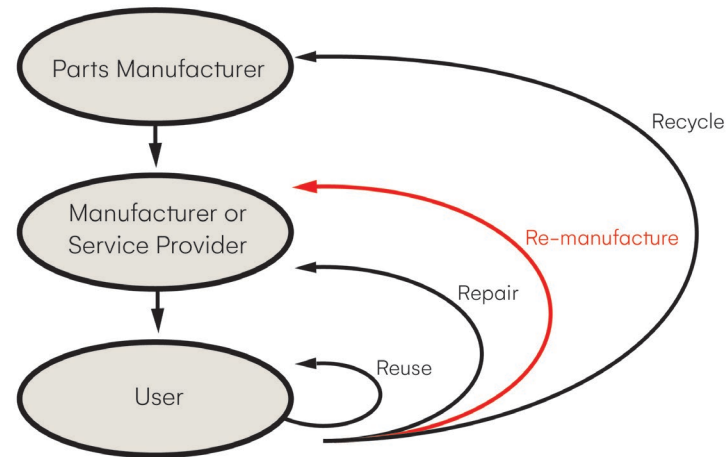 Parts Manufacturer
Recycle
Manufacturer or
Service Provider
Re-manufacture
Repair
Reuse
User